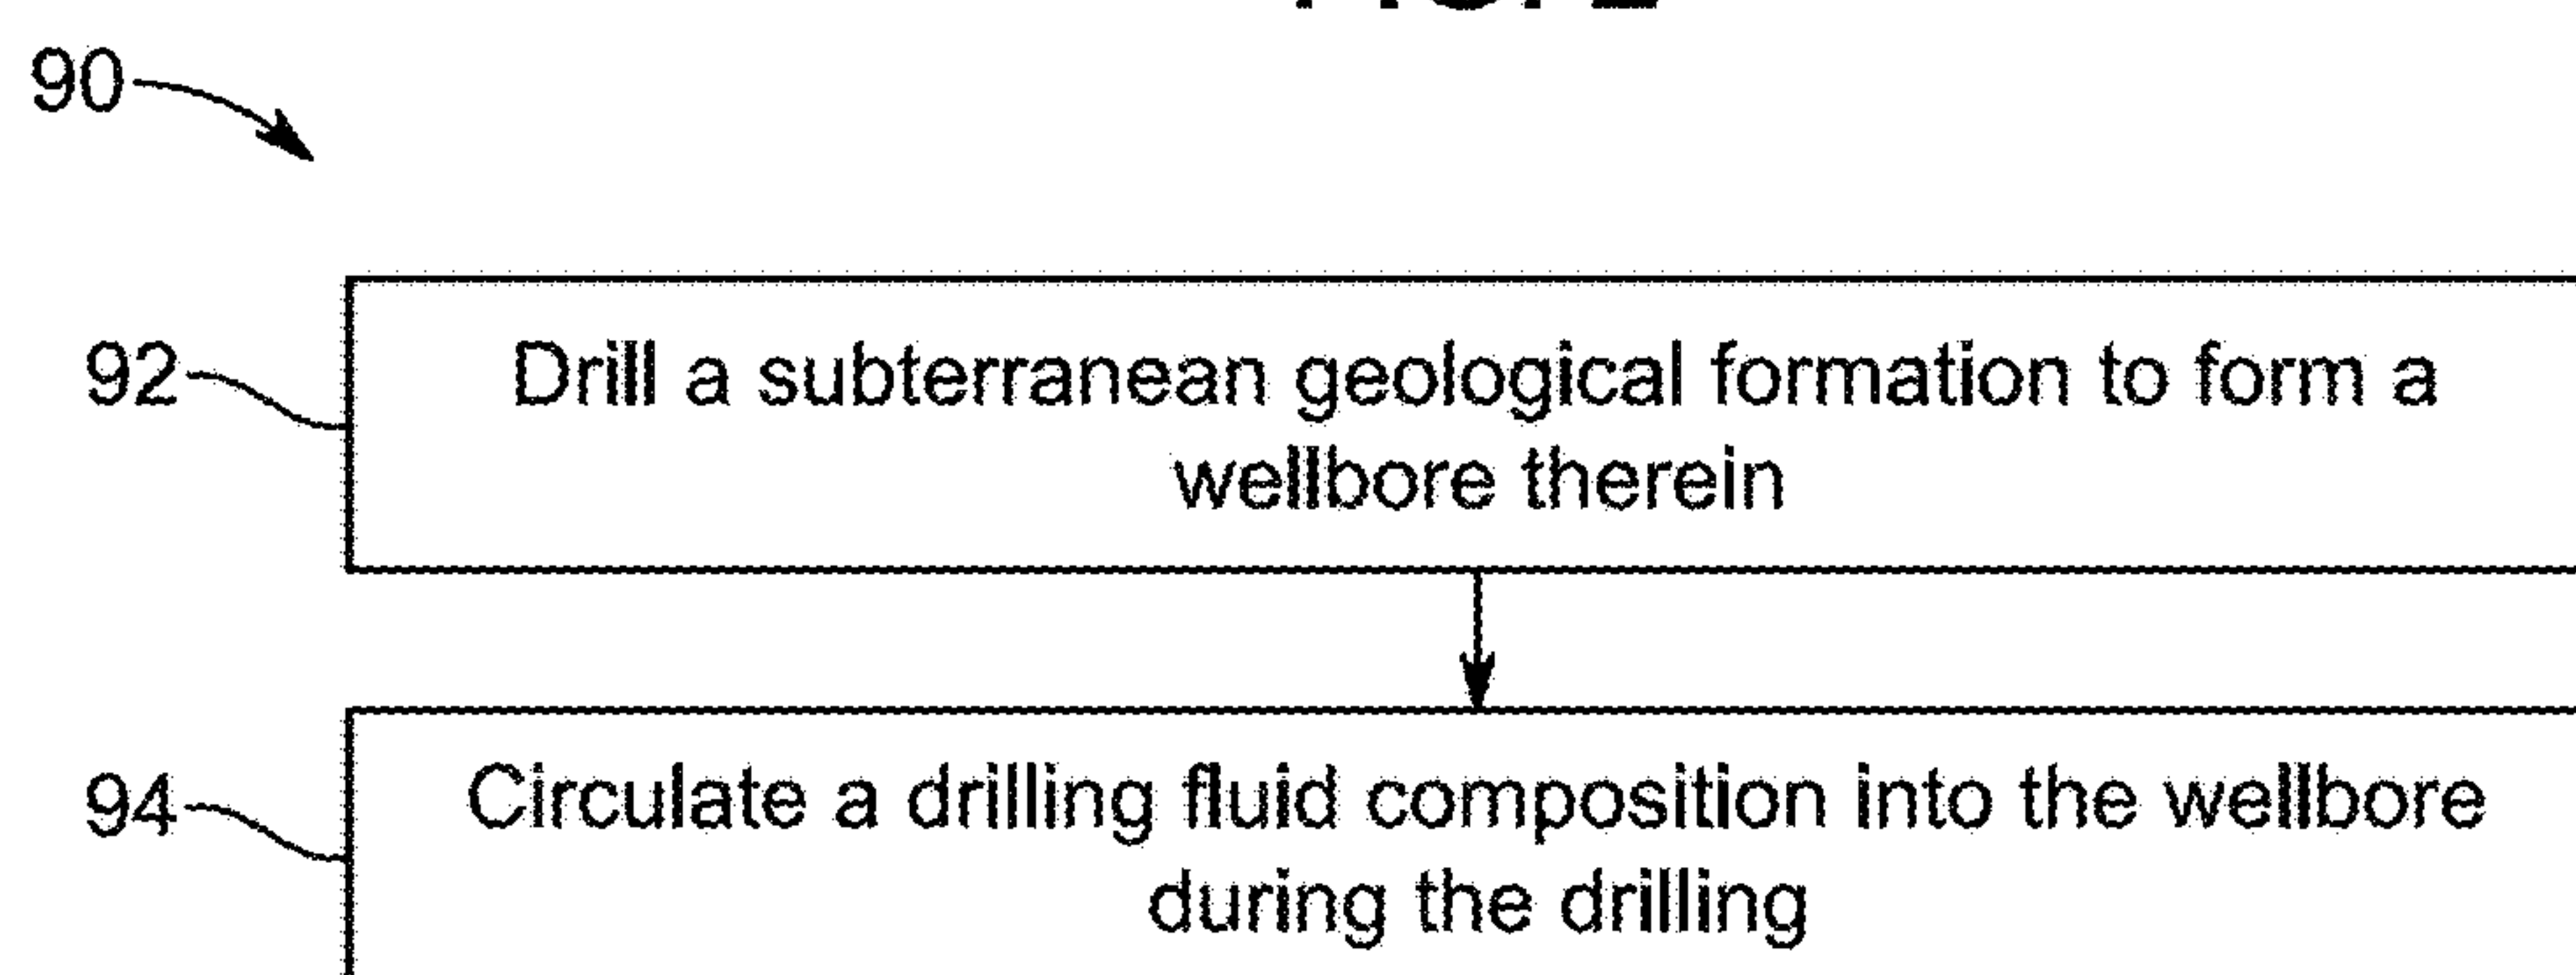 90
92
Drill a subterranean geological formation to form a
wellbore therein
94
Circulate a drilling fluid composition into the wellbore
during the drilling